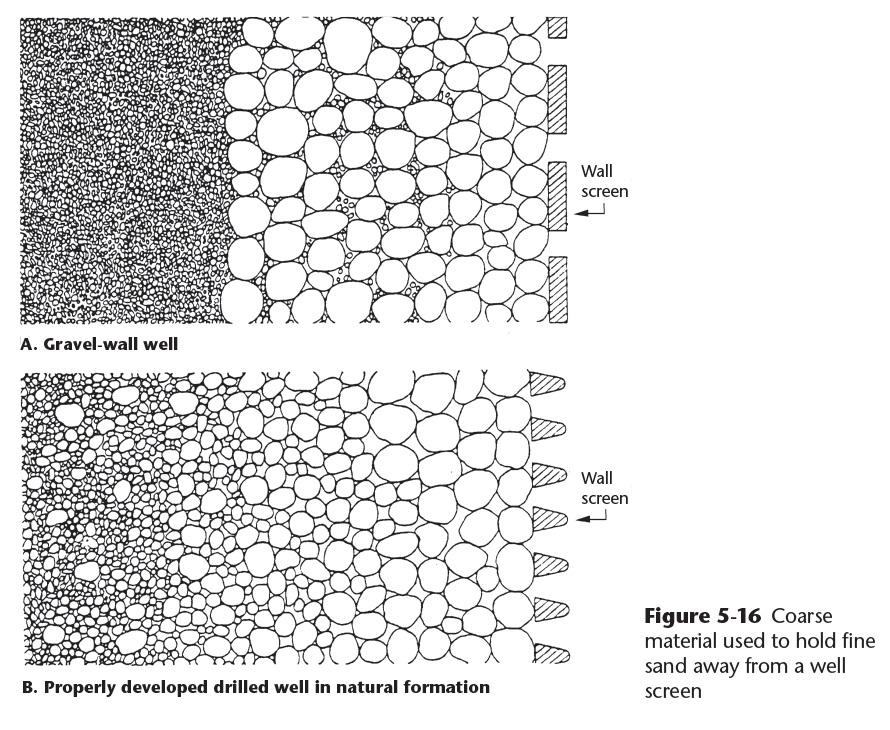 Wall
screen
A. Gravel-wall well
Wall
screen
B. Properly developed drilled well in natural formation
Figure 5-16 Coarse
material used to hold fine
sand away from a well
screen